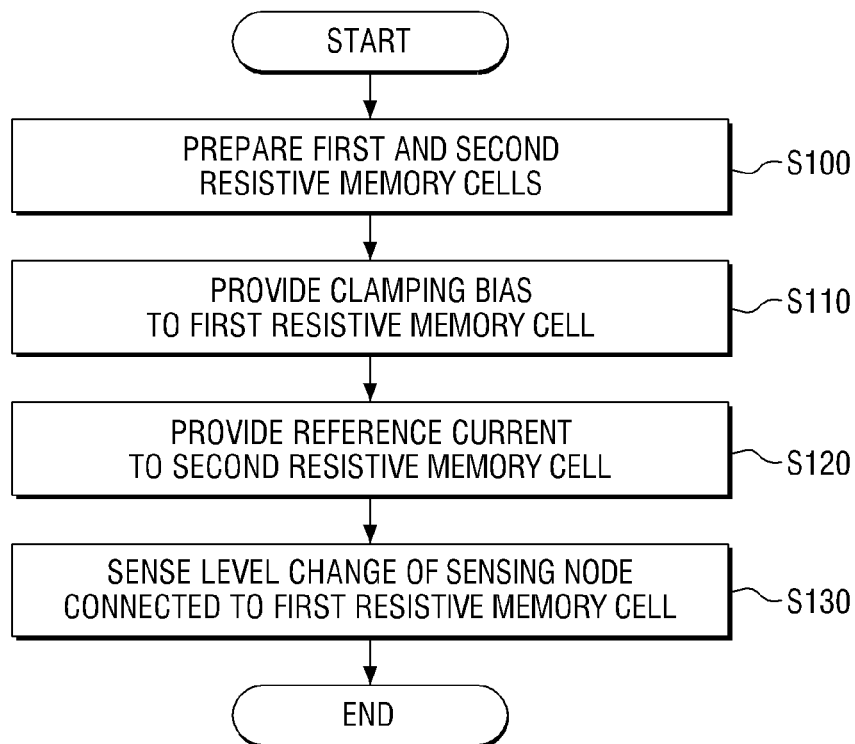 START
PREPARE FIRST AND SECOND
RESISTIVE MEMORY CELLS
S100
PROVIDE CLAMPING BIAS
TO FIRST RESISTIVE MEMORY CELL
S110
PROVIDE REFERENCE CURRENT
TO SECOND RESISTIVE MEMORY CELL
S120
SENSE LEVEL CHANGE OF SENSING NODE
CONNECTED TO FIRST RESISTIVE MEMORY CELL
S130
END